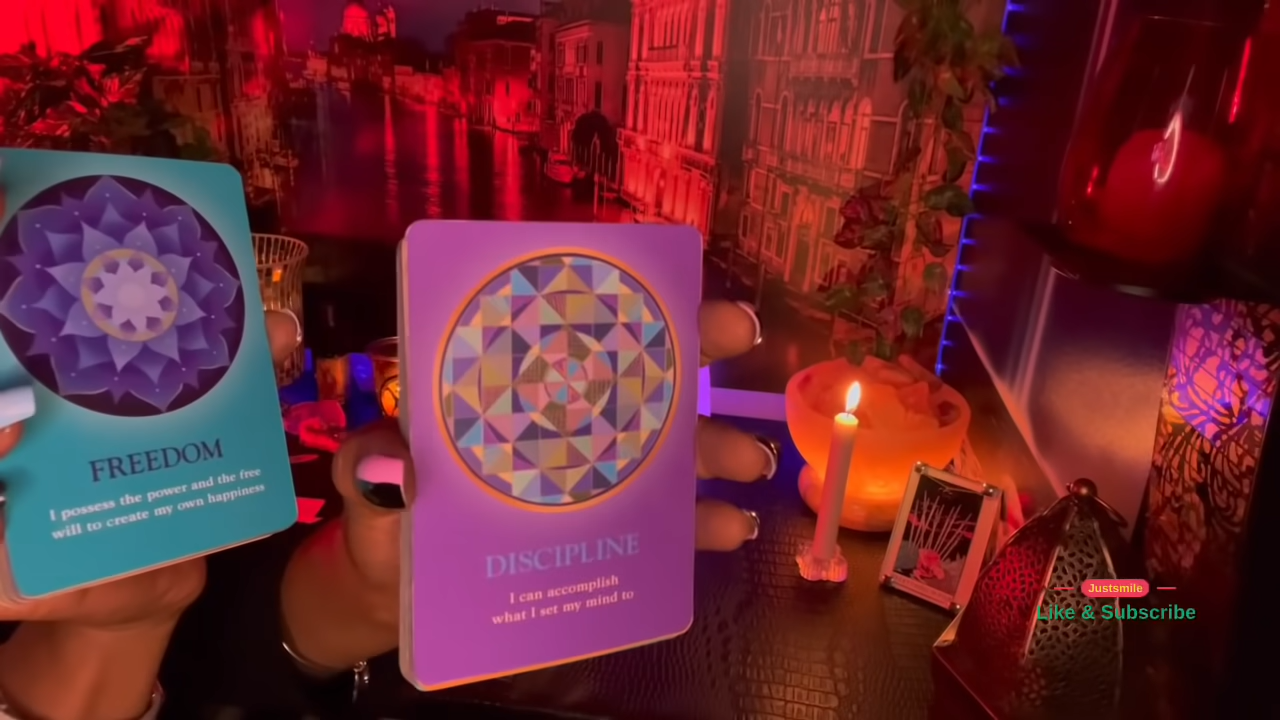 FREEDOM
I possess the power and the free
will to create my own happiness
DISCIPLINE
I can accomplish
what I set my mind to
Justsmile
Like & Subscribe